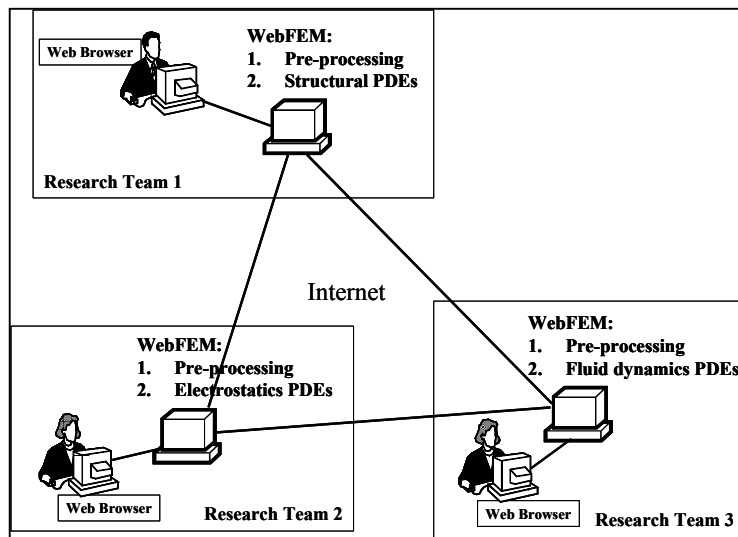 Web Browser
WebFEM:
1. Pre-processing
2. Structural PDEs
Research Team 1
Internet
WebFEM:
1. Pre-processing
2. Electrostatics PDEs
Web Browser
Research Team 2
WebFEM:
1. Pre-processing
2. Fluid dynamics PDEs
Web Browser
Research Team 3